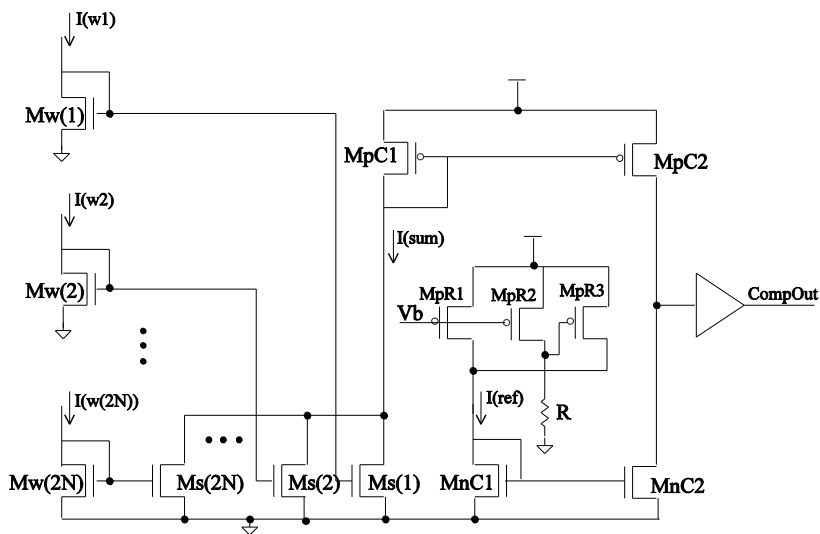 I(w1)
Mw(1)
MpC1
MpC2
I(w2)
I(sum)
Mw(2)
MpR1
MpR2
MpR3
CompOut
Vb
I(w(2N))
I(ref)
R
Mw(2N)
Ms(2N)
Ms(2)
Ms(1)
MnC1
MnC2